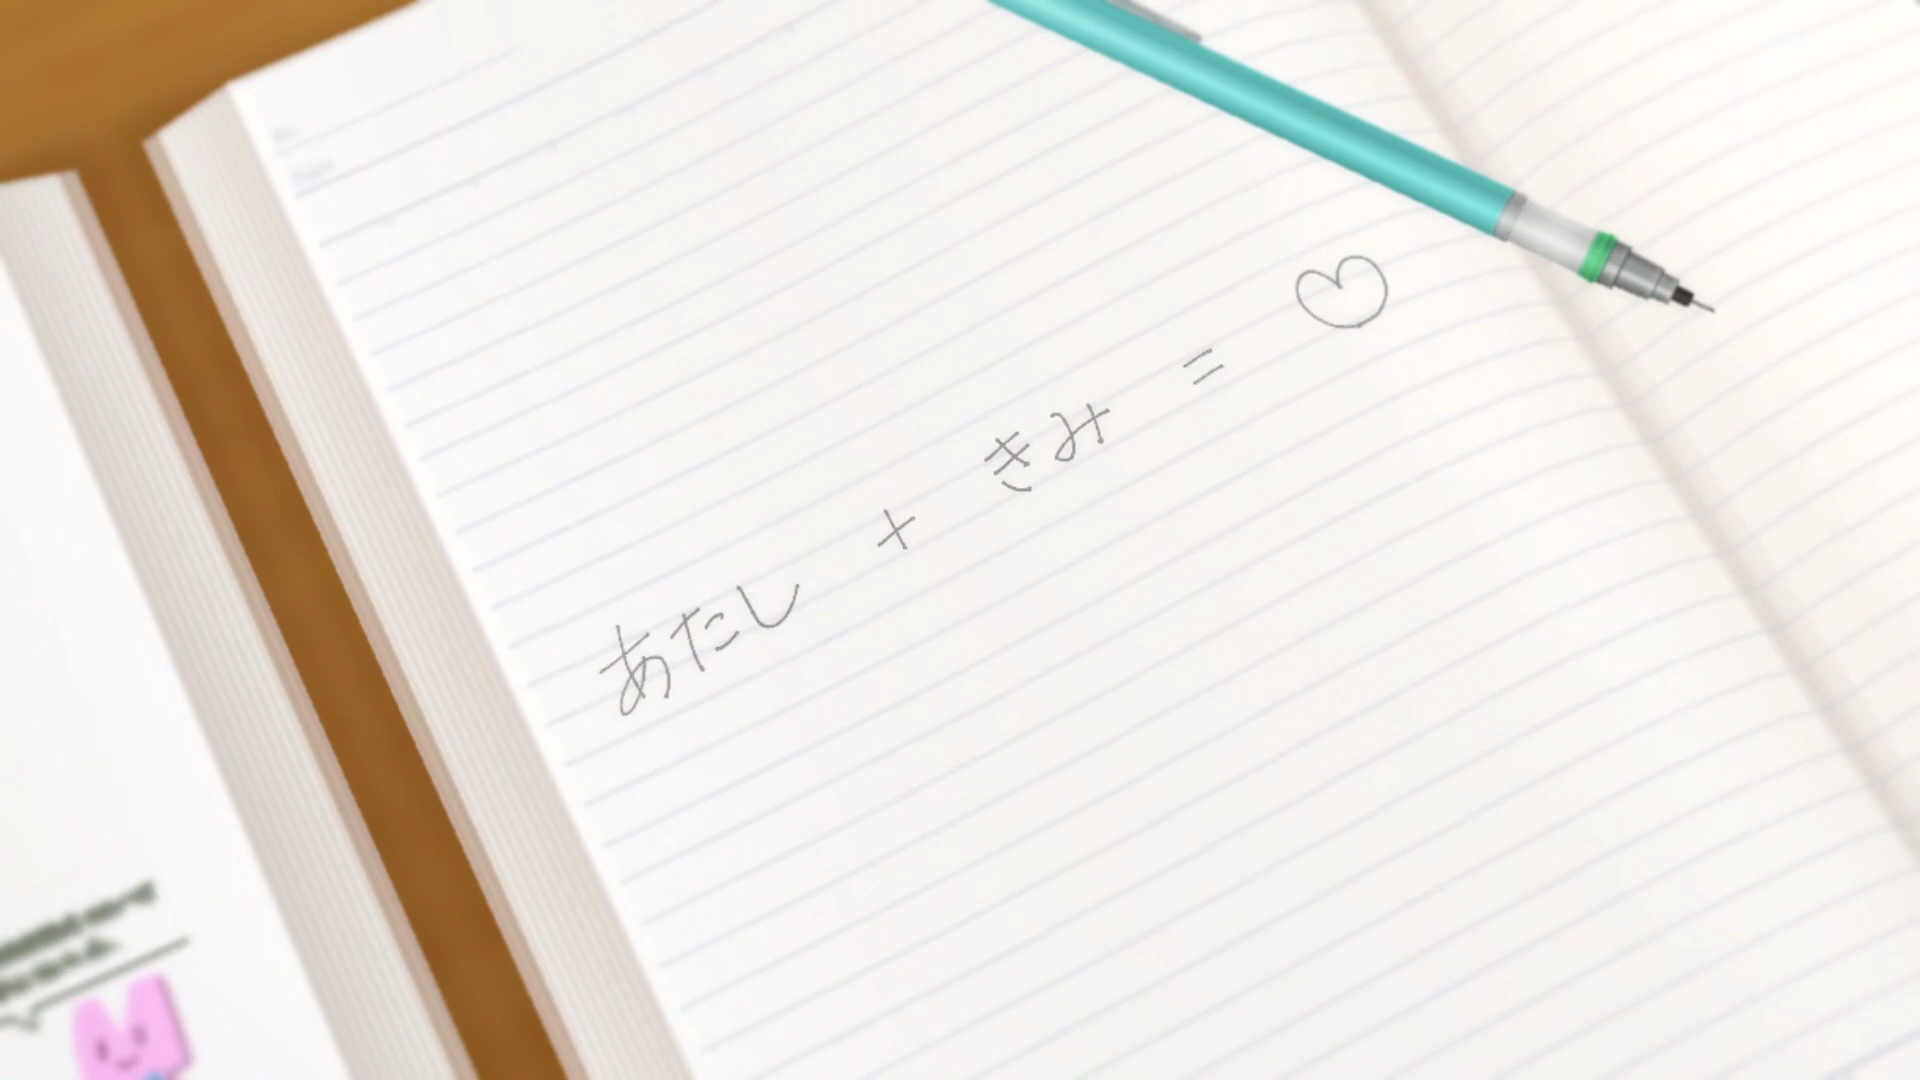 あたし + きみ = ♡